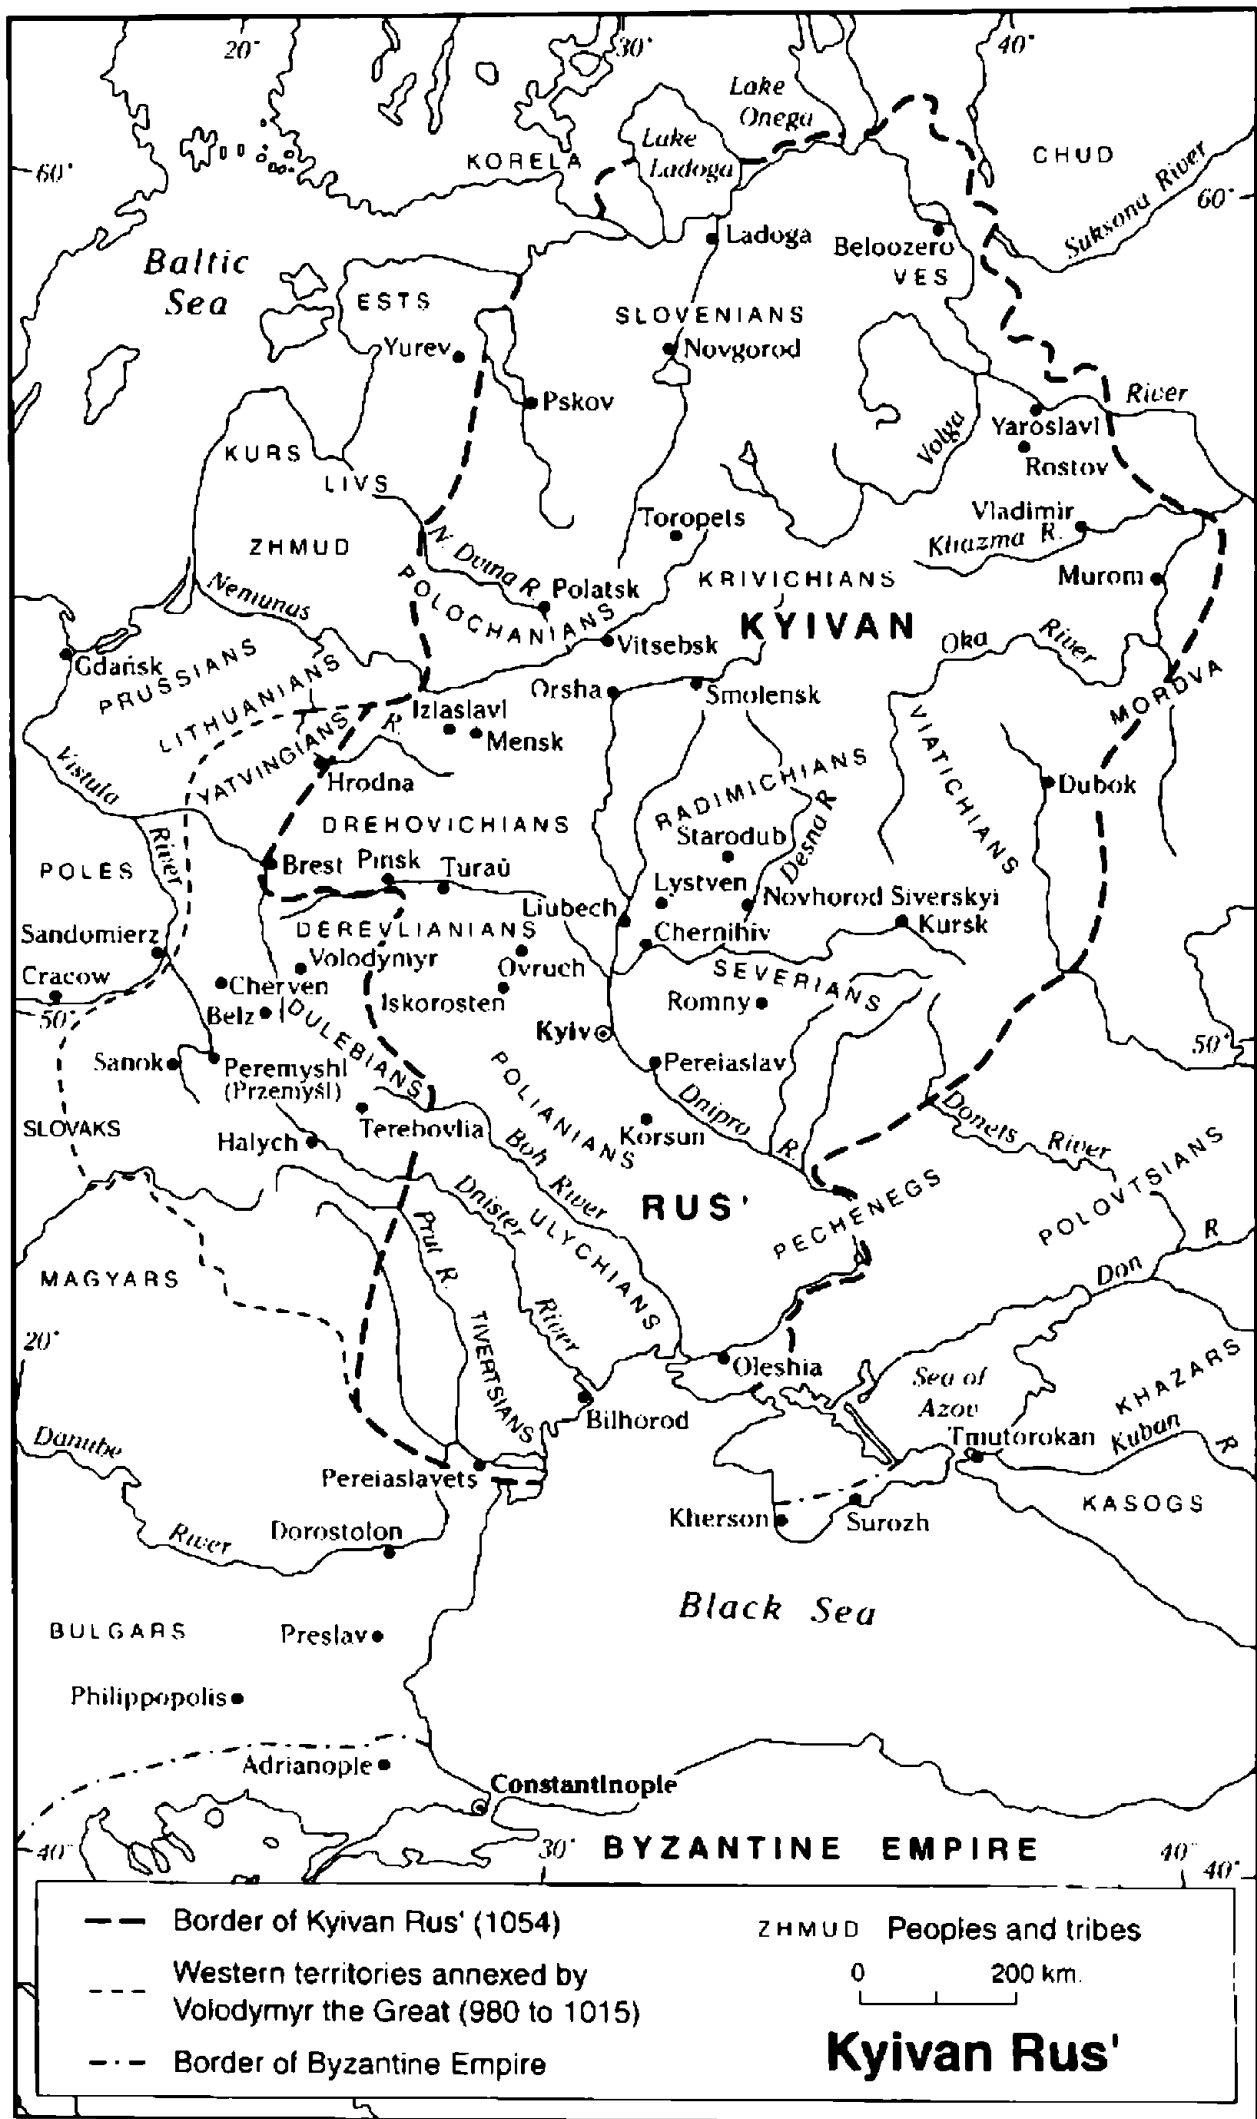 20°
30°
40°
Lake
Onega
Lake
Ladoga
KORELA
CHUD
60°
60°
Suksona River
Ladoga
Beloozero
VES
Baltic
Sea
ESTS
SLOVENIANS
Yurev
Novgorod
Pskov
River
Volga
Yaroslavl
Rostov
KURS
LIVS
Toropets
Vladimir
Khazma R.
ZHMUD
N. Dvina R.
KRIVICHIANS
Murom
Nemunas
Polatsk
POLOCHANIANS
KYIVAN
Vitsebsk
Oka
River
Gdańsk
PRUSSIANS
LITHUANIANS
Orsha
Smolensk
MORDVA
Izlaslavl
R.
Mensk
YATVINGIANS
VIATICHIANS
Vistula
Hrodna
Dubok
RADIMICHIANS
DREHOVICHIANS
Starodub
Desna R.
River
POLES
Brest
Pinsk
Turaŭ
Lystven
Novhorod Siverskyi
Liubech
Kursk
DEREVLIANIANS
Chernihiv
Sandomierz
Volodymyr
Ovruch
SEVERIANS
Cracow
Cherven
Iskorosten
Romny
50°
Belz
DULEBIANS
Kyiv
50°
Sanok
Peremyshl
(Przemyśl)
POLIANIANS
Pereiaslav
Dnipro
R.
Donets River
SLOVAKS
Terebovlia
Korsun
Halych
Boh
River
POLOVTSIANS
Dnister
RUS'
PECHENEGS
ULYCHIANS
Prut R.
R
Don
MAGYARS
River
20°
TIVERTSIANS
Oleshia
Sea of
Azov
KHAZARS
Bilhorod
Danube
Tmutorokan
Kuban
R
Pereiaslavets
KASOGS
Kherson
Surozh
River
Dorostolon
Black Sea
BULGARS
Preslav
Philippopolis
Adrianople
Constantinople
40°
30°
BYZANTINE EMPIRE
40°
40°
Border of Kyivan Rus' (1054)
Western territories annexed by
Volodymyr the Great (980 to 1015)
Border of Byzantine Empire
ZHMUD Peoples and tribes
0 200 km.
Kyivan Rus'